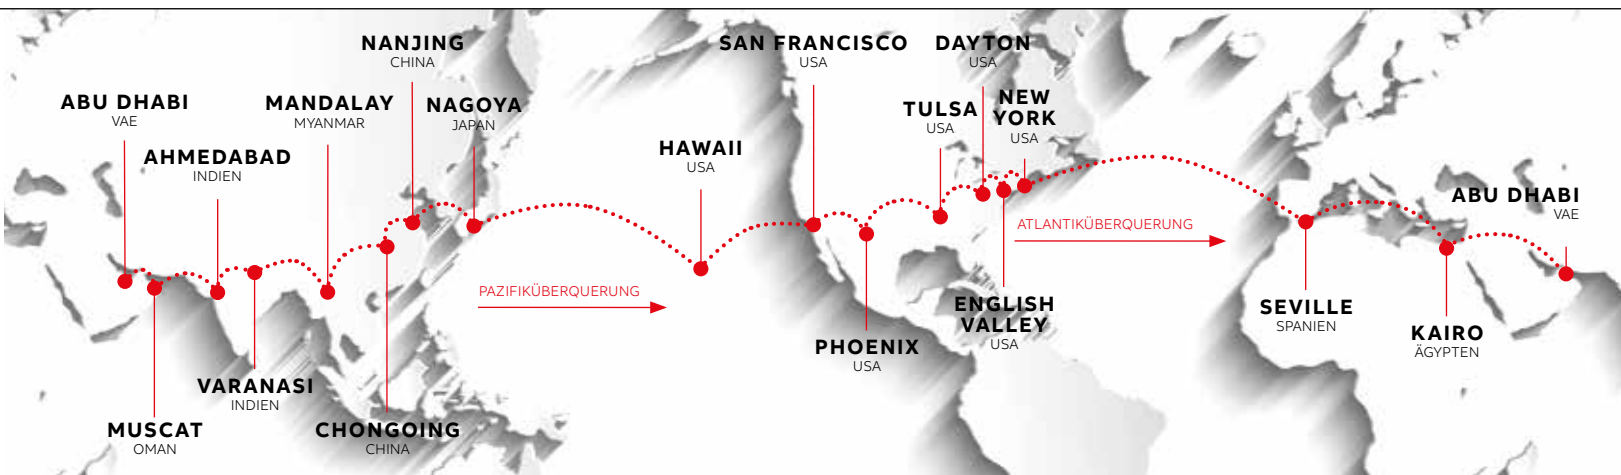 ABU DHABI
VAE
MUSCAT
OMAN
AHMEDABAD
INDIEN
VARANASI
INDIEN
MANDALAY
MYANMAR
CHONGOING
CHINA
NANJING
CHINA
NAGOYA
JAPAN
PAZIFIKÜBERQUERUNG
HAWAII
USA
SAN FRANCISCO
USA
PHOENIX
USA
TULSA
USA
DAYTON
USA
ENGLISH
VALLEY
USA
NEW
YORK
USA
ATLANTIKÜBERQUERUNG
SEVILLE
SPANIEN
KAIRO
ÄGYPTEN
ABU DHABI
VAE